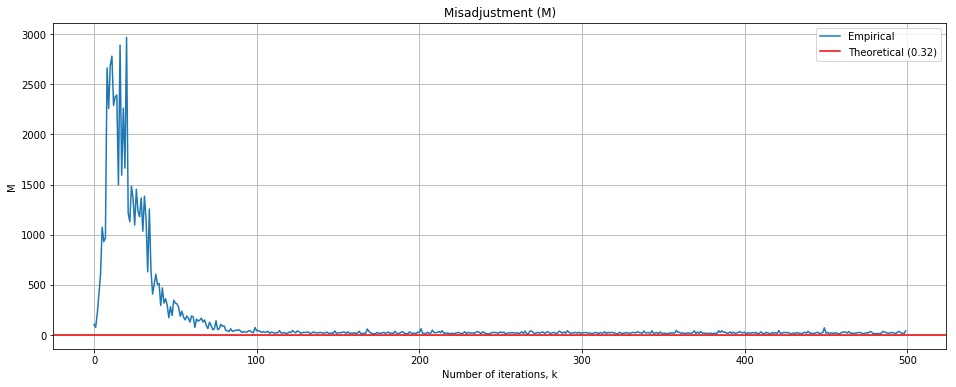 Misadjustment (M)
Empirical
Theoretical (0.32)
3000
2500
2000
1500
1000
500
0
M
0 100 200 300 400 500
Number of iterations, k